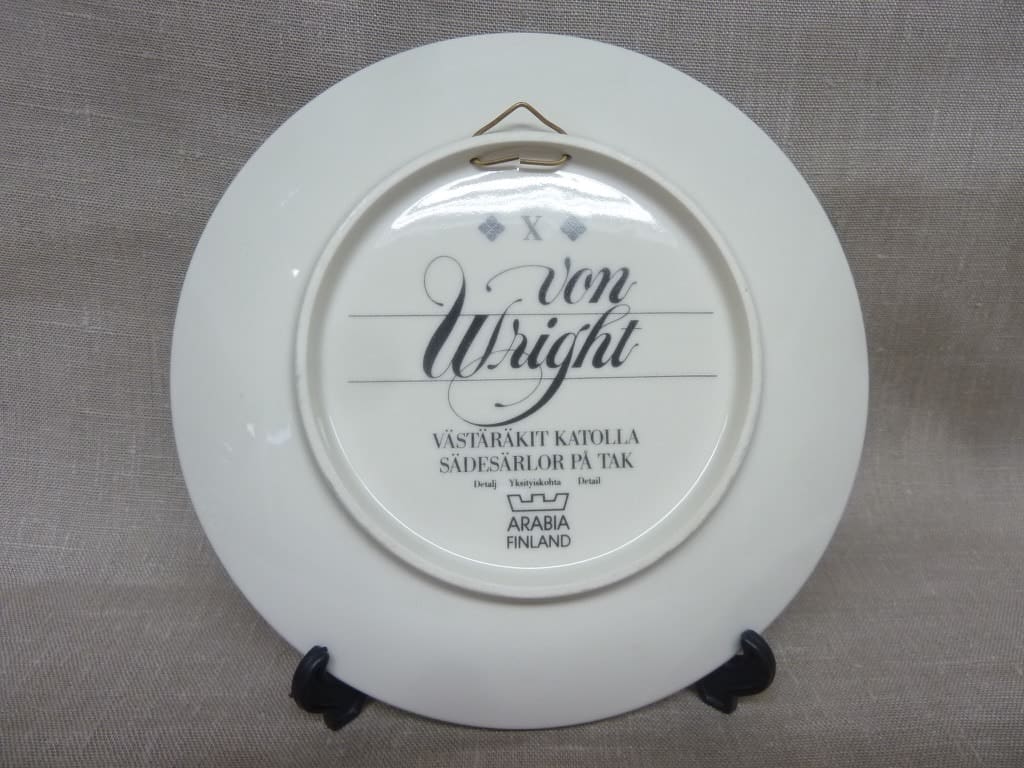 X
von
Wright
VÄSTÄRÄKIT KATOLLA
SÄDESÄRLOR PÅ TAK
Detalj Yksityiskohta Detail
ARABIA
FINLAND